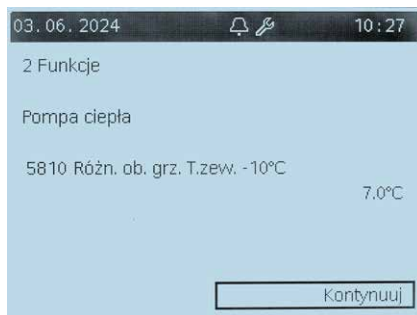 03.06.2024 10:27
2 Funkcje
Pompa ciepła
5810 Różn. ob. grz. T.zew. -10°C
7.0°C
Kontynuuj